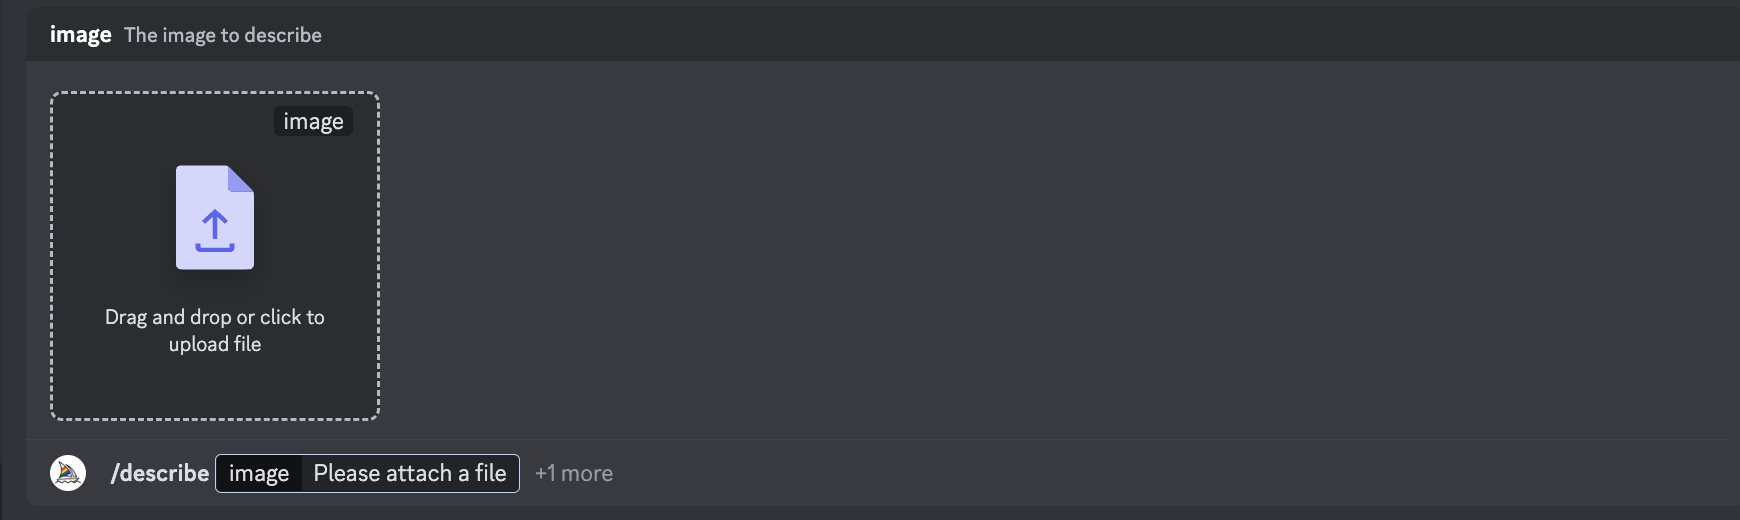 image The image to describe
image
Drag and drop or click to
upload file
/describe image Please attach a file +1 more